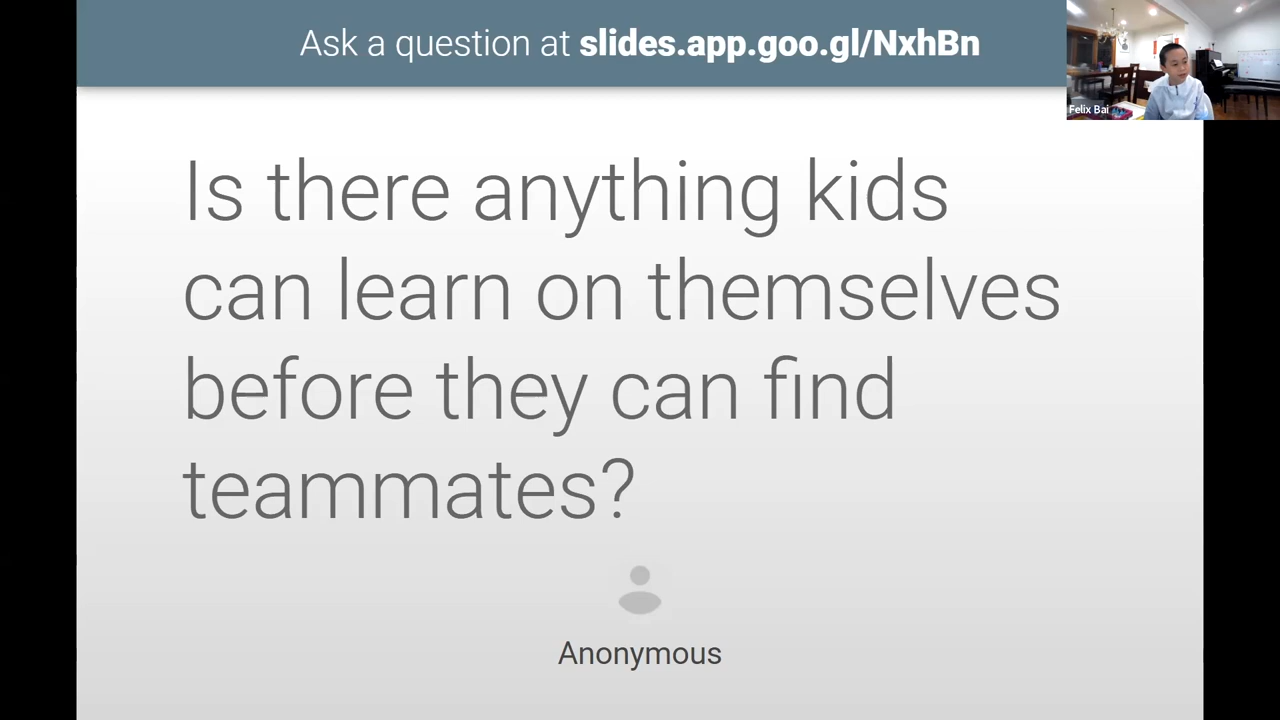 Ask a question at slides.app.goo.gl/NxhBn
Felix Bai
Is there anything kids
can learn on themselves
before they can find
teammates?
Anonymous